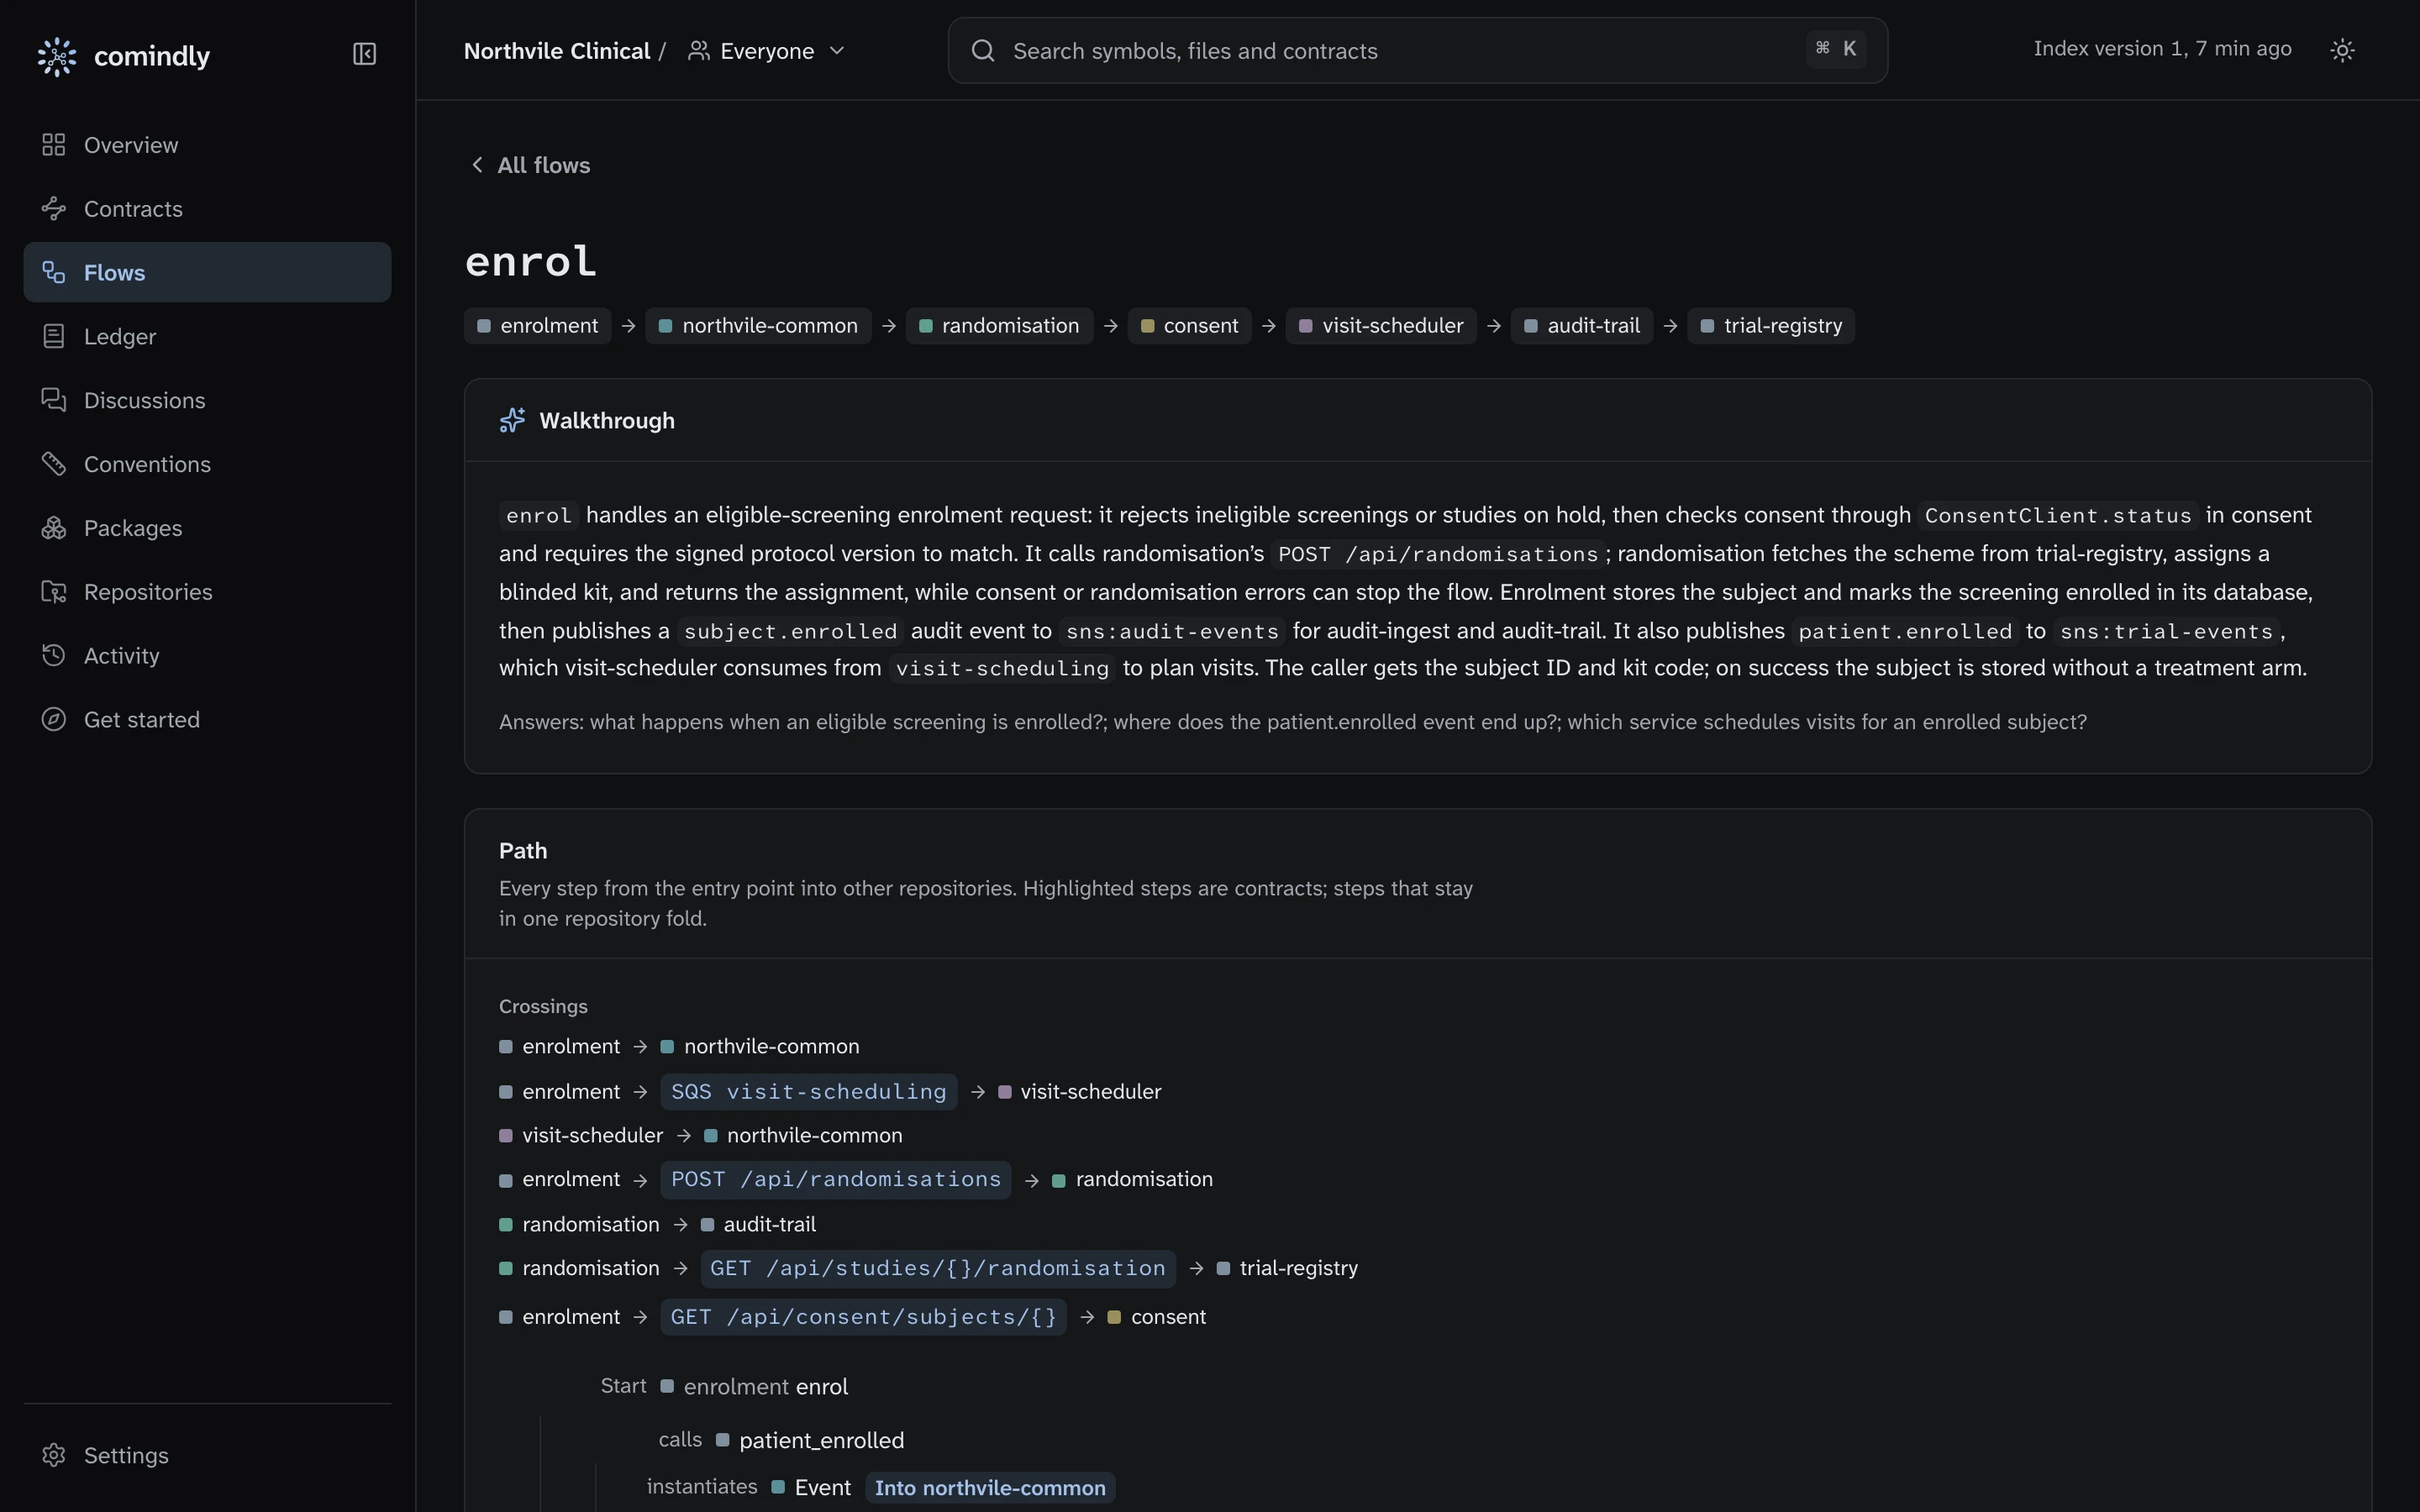 comindly
Northvile Clinical / Everyone
Search symbols, files and contracts ⌘ K
Index version 1, 7 min ago
Overview
Contracts
Flows
Ledger
Discussions
Conventions
Packages
Repositories
Activity
Get started
Settings
All flows
enrol
enrolment → northvile-common → randomisation → consent → visit-scheduler → audit-trail → trial-registry
Walkthrough
enrol handles an eligible-screening enrolment request: it rejects ineligible screenings or studies on hold, then checks consent through ConsentClient.status in consent
and requires the signed protocol version to match. It calls randomisation’s POST /api/randomisations; randomisation fetches the scheme from trial-registry, assigns a
blinded kit, and returns the assignment, while consent or randomisation errors can stop the flow. Enrolment stores the subject and marks the screening enrolled in its database,
then publishes a subject.enrolled audit event to sns:audit-events for audit-ingest and audit-trail. It also publishes patient.enrolled to sns:trial-events,
which visit-scheduler consumes from visit-scheduling to plan visits. The caller gets the subject ID and kit code; on success the subject is stored without a treatment arm.
Answers: what happens when an eligible screening is enrolled?; where does the patient.enrolled event end up?; which service schedules visits for an enrolled subject?
Path
Every step from the entry point into other repositories. Highlighted steps are contracts; steps that stay
in one repository fold.
Crossings
enrolment → northvile-common
enrolment → SQS visit-scheduling → visit-scheduler
visit-scheduler → northvile-common
enrolment → POST /api/randomisations → randomisation
randomisation → audit-trail
randomisation → GET /api/studies/{}/randomisation → trial-registry
enrolment → GET /api/consent/subjects/{} → consent
Start enrolment enrol
calls patient_enrolled
instantiates Event Into northvile-common